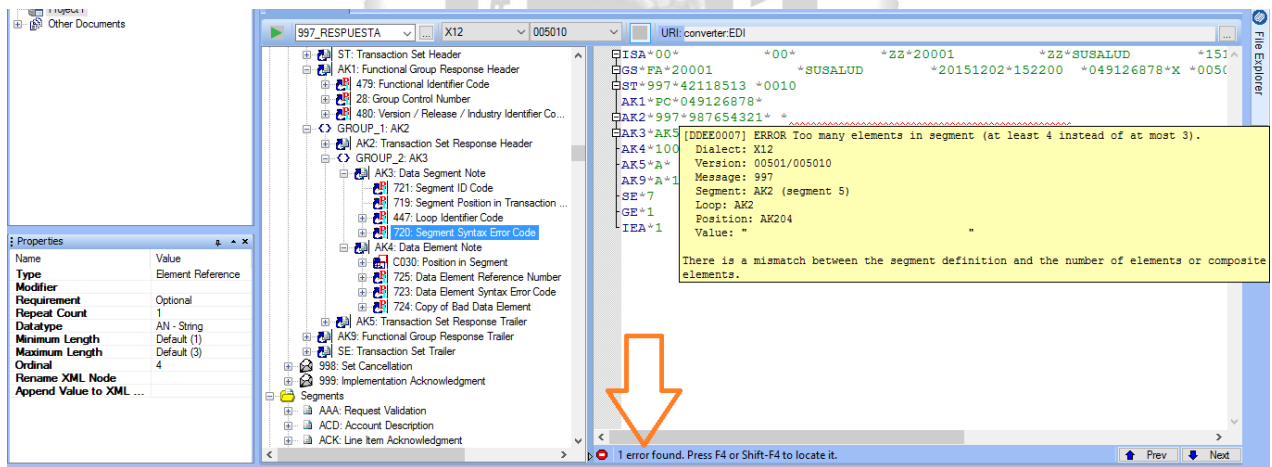 Project1
Other Documents
Properties
Name Value
Type Element Reference
Modifier
Requirement Optional
Repeat Count 1
Datatype AN - String
Minimum Length Default (1)
Maximum Length Default (3)
Ordinal 4
Rename XML Node
Append Value to XML ...
997_RESPUESTA ... X12 005010 URI: converter:EDI ...
ST: Transaction Set Header
AK1: Functional Group Response Header
479: Functional Identifier Code
28: Group Control Number
480: Version / Release / Industry Identifier Co...
GROUP_1: AK2
AK2: Transaction Set Response Header
GROUP_2: AK3
AK3: Data Segment Note
721: Segment ID Code
719: Segment Position in Transaction ...
447: Loop Identifier Code
720: Segment Syntax Error Code
AK4: Data Element Note
C030: Position in Segment
725: Data Element Reference Number
723: Data Element Syntax Error Code
724: Copy of Bad Data Element
AK5: Transaction Set Response Trailer
AK9: Functional Group Response Trailer
SE: Transaction Set Trailer
998: Set Cancellation
999: Implementation Acknowledgment
Segments
AAA: Request Validation
ACD: Account Description
ACK: Line Item Acknowledgment
ISA*00* *00* *ZZ*20001 *ZZ*SUSALUD *151
GS*FA*20001 *SUSALUD *20151202*152200 *049126878*X *0050
ST*997*42118513 *0010
AK1*PC*049126878*
AK2*997*987654321* *
AK3*AK5
AK4*100
AK5*A*
AK9*A*1
SE*7
GE*1
IEA*1
[DDEE0007] ERROR Too many elements in segment (at least 4 instead of at most 3).
Dialect: X12
Version: 00501/005010
Message: 997
Segment: AK2 (segment 5)
Loop: AK2
Position: AK204
Value: " "
There is a mismatch between the segment definition and the number of elements or composite
elements.
1 error found. Press F4 or Shift-F4 to locate it.
Prev Next
File Explorer